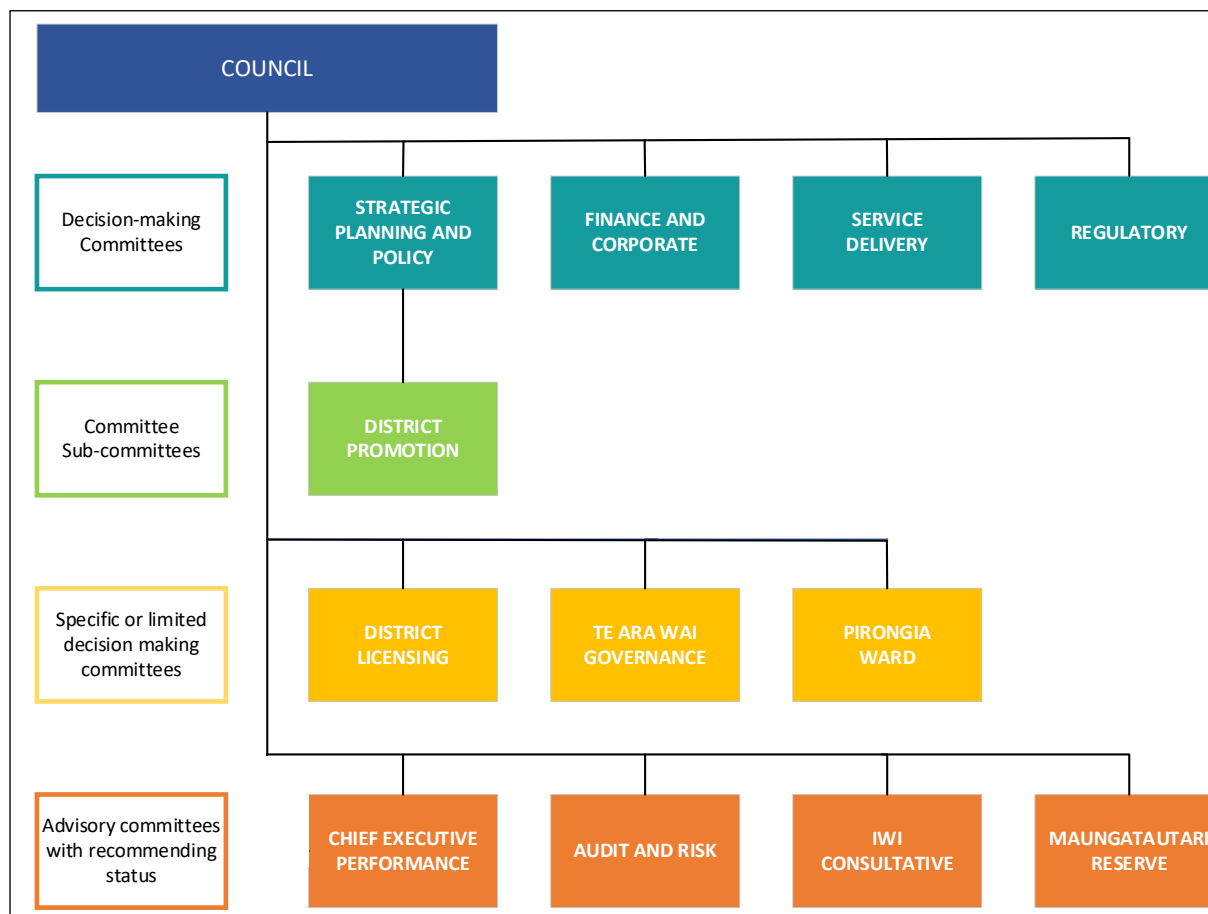 COUNCIL
Decision-making
Committees
STRATEGIC
PLANNING AND
POLICY
FINANCE AND
CORPORATE
SERVICE
DELIVERY
REGULATORY
Committee
Sub-committees
DISTRICT
PROMOTION
Specific or limited
decision making
committees
DISTRICT
LICENSING
TE ARA WAI
GOVERNANCE
PIRONGIA
WARD
Advisory committees
with recommending
status
CHIEF EXECUTIVE
PERFORMANCE
AUDIT AND RISK
IWI
CONSULTATIVE
MAUNGATAUTARI
RESERVE